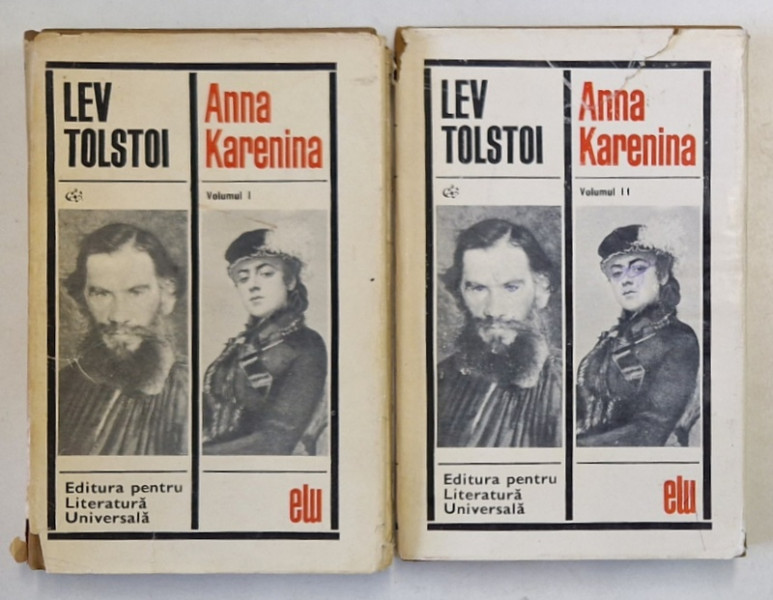 LEV
TOLSTOI
Anna
Karenina
Volumul I
Editura pentru
Literatură
Universală
elu
LEV
TOLSTOI
Anna
Karenina
Volumul II
Editura pentru
Literatură
Universală
elu